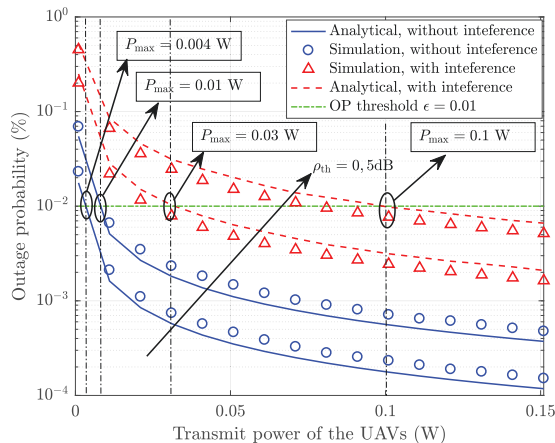 Analytical, without inteference
Simulation, without inteference
Simulation, with inteference
Analytical, with inteference
OP threshold ϵ = 0.01
P_max = 0.004 W
P_max = 0.01 W
P_max = 0.03 W
P_max = 0.1 W
ρ_th = 0, 5dB
Outage probability (%)
10^0
10^-1
10^-2
10^-3
10^-4
0
0.05
0.1
0.15
Transmit power of the UAVs (W)